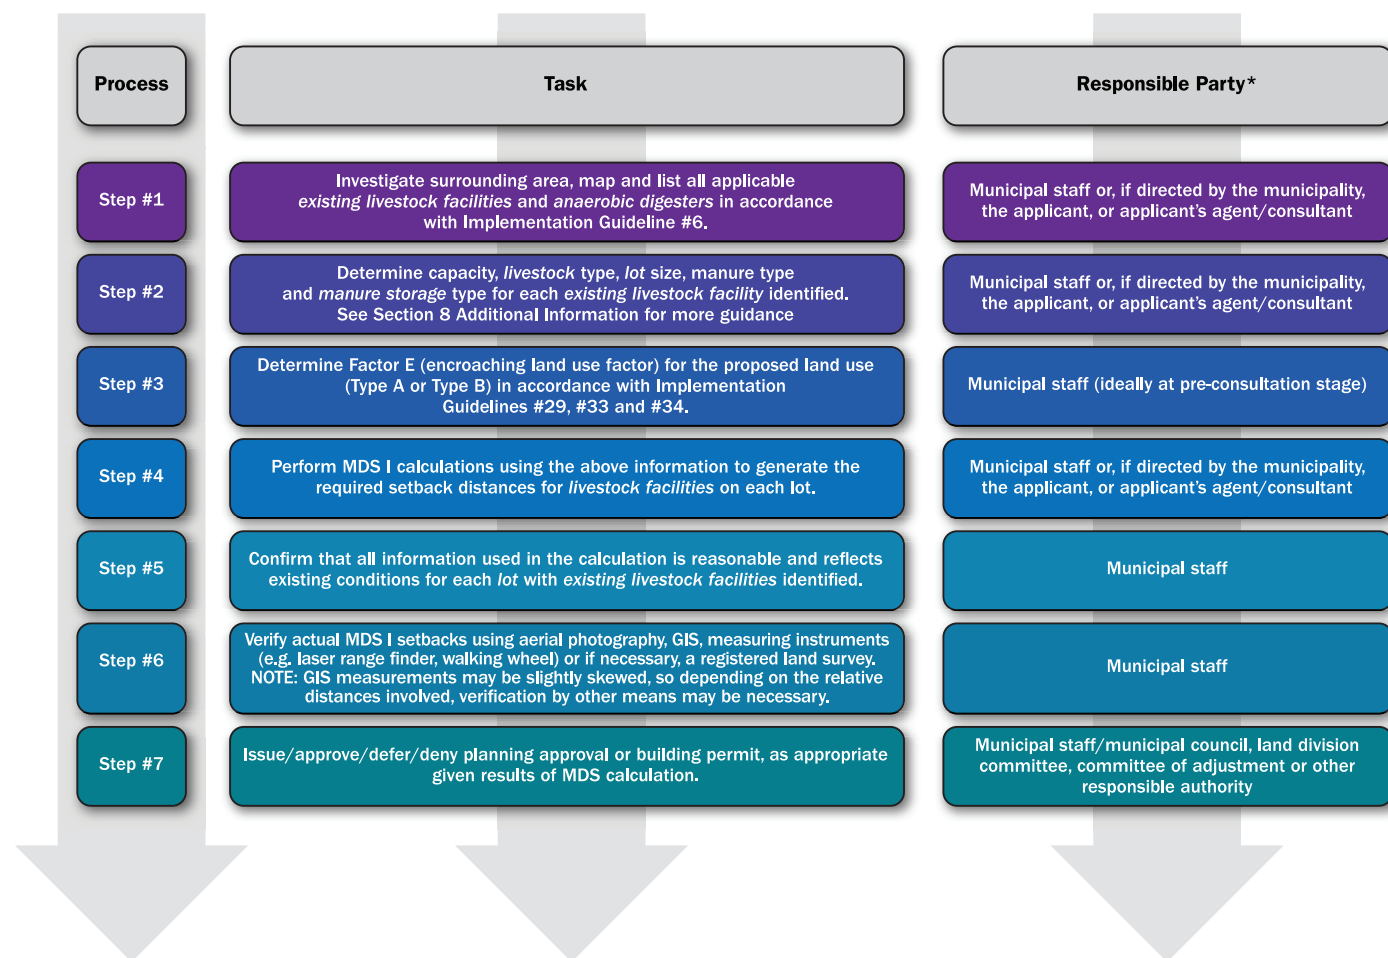 Process
Task
Responsible Party*
Step #1
Investigate surrounding area, map and list all applicable
existing livestock facilities and anaerobic digesters in accordance
with Implementation Guideline #6.
Municipal staff or, if directed by the municipality,
the applicant, or applicant's agent/consultant
Step #2
Determine capacity, livestock type, lot size, manure type
and manure storage type for each existing livestock facility identified.
See Section 8 Additional Information for more guidance
Municipal staff or, if directed by the municipality,
the applicant, or applicant's agent/consultant
Step #3
Determine Factor E (encroaching land use factor) for the proposed land use
(Type A or Type B) in accordance with Implementation
Guidelines #29, #33 and #34.
Municipal staff (ideally at pre-consultation stage)
Step #4
Perform MDS I calculations using the above information to generate the
required setback distances for livestock facilities on each lot.
Municipal staff or, if directed by the municipality,
the applicant, or applicant's agent/consultant
Step #5
Confirm that all information used in the calculation is reasonable and reflects
existing conditions for each lot with existing livestock facilities identified.
Municipal staff
Step #6
Verify actual MDS I setbacks using aerial photography, GIS, measuring instruments
(e.g. laser range finder, walking wheel) or if necessary, a registered land survey.
NOTE: GIS measurements may be slightly skewed, so depending on the relative
distances involved, verification by other means may be necessary.
Municipal staff
Step #7
Issue/approve/defer/deny planning approval or building permit, as appropriate
given results of MDS calculation.
Municipal staff/municipal council, land division
committee, committee of adjustment or other
responsible authority